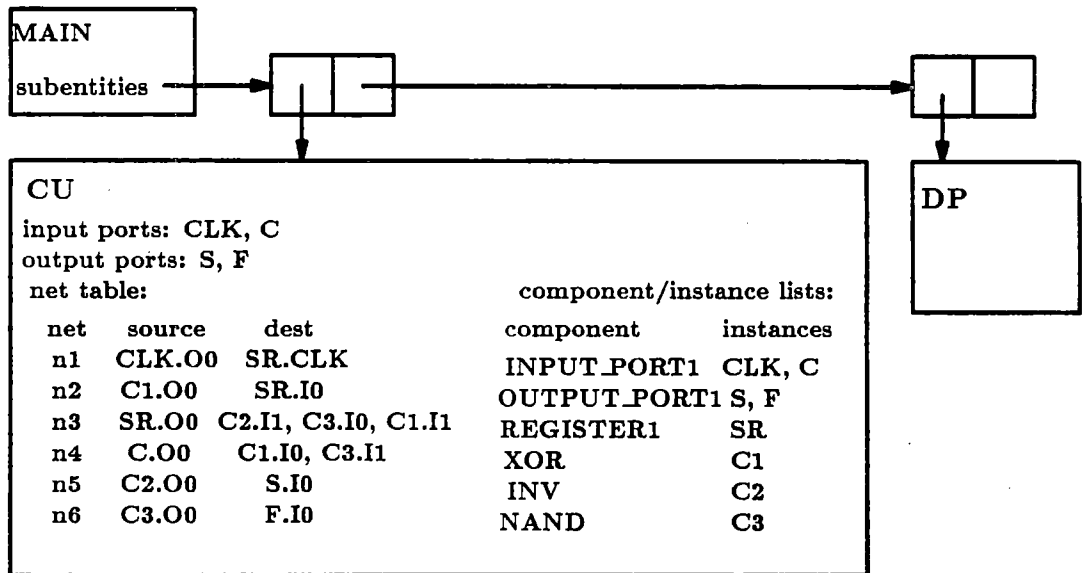 MAIN
subentities
CU
input ports: CLK, C
output ports: S, F
net table: component/instance lists:
net source dest component instances
n1 CLK.O0 SR.CLK INPUT_PORT1 CLK, C
n2 C1.O0 SR.I0 OUTPUT_PORT1 S, F
n3 SR.O0 C2.I1, C3.I0, C1.I1 REGISTER1 SR
n4 C.O0 C1.I0, C3.I1 XOR C1
n5 C2.O0 S.I0 INV C2
n6 C3.O0 F.I0 NAND C3
DP